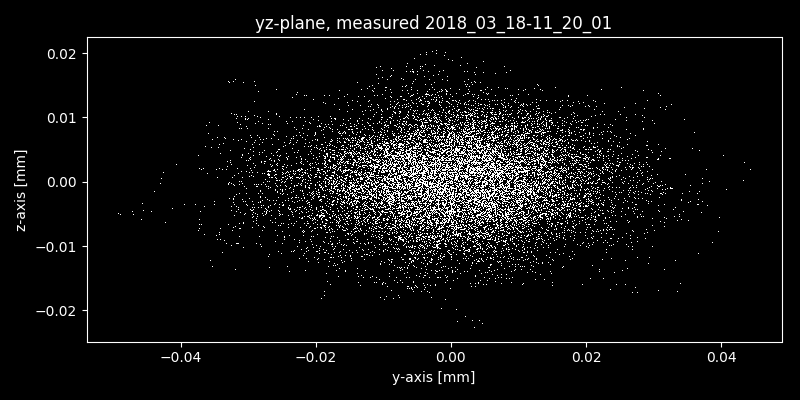 yz-plane, measured 2018_03_18-11_20_01
0.02
0.01
0.00
−0.01
−0.02
z-axis [mm]
−0.04 −0.02 0.00 0.02 0.04
y-axis [mm]